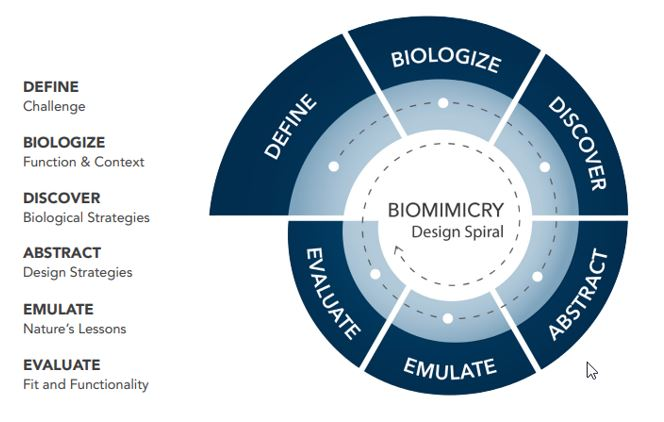 DEFINE
Challenge
BIOLOGIZE
Function & Context
DISCOVER
Biological Strategies
ABSTRACT
Design Strategies
EMULATE
Nature's Lessons
EVALUATE
Fit and Functionality
DEFINE
BIOLOGIZE
DISCOVER
ABSTRACT
EMULATE
EVALUATE
BIOMIMICRY
Design Spiral